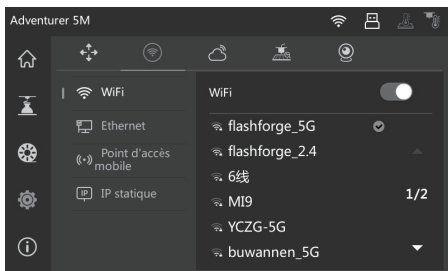 Adventurer 5M
WiFi
Ethernet
Point d'accès
mobile
IP
IP statique
WiFi
flashforge_5G
flashforge_2.4
6线
MI9
1/2
YCZG-5G
buwannen_5G